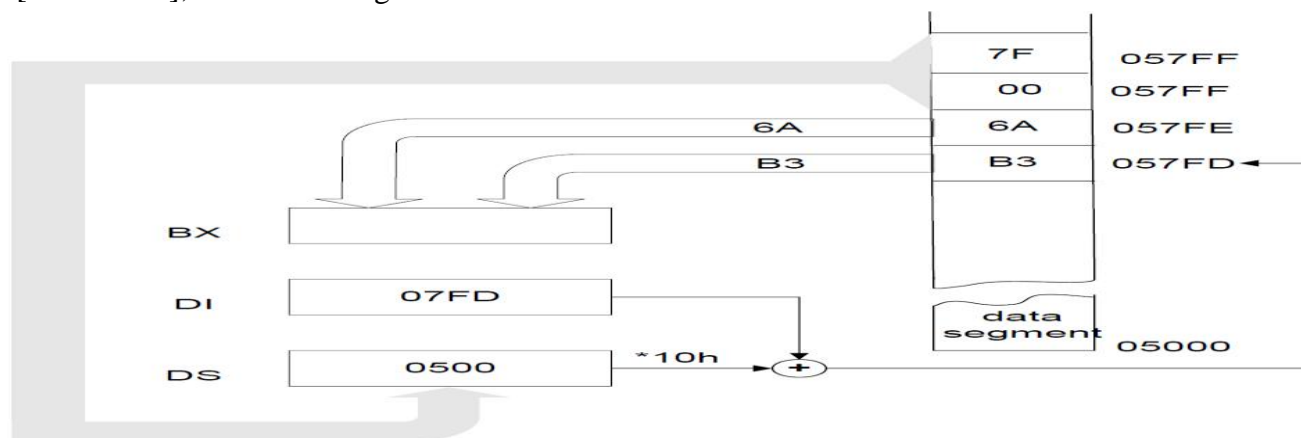 7F 057FF
00 057FF
6A 6A 057FE
B3 B3 057FD
BX
DI 07FD
data
segment
05000
DS 0500 *10h +